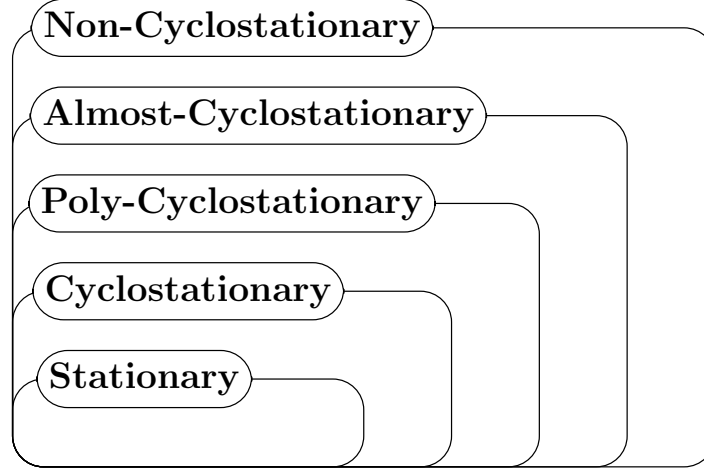 Non-Cyclostationary
Almost-Cyclostationary
Poly-Cyclostationary
Cyclostationary
Stationary